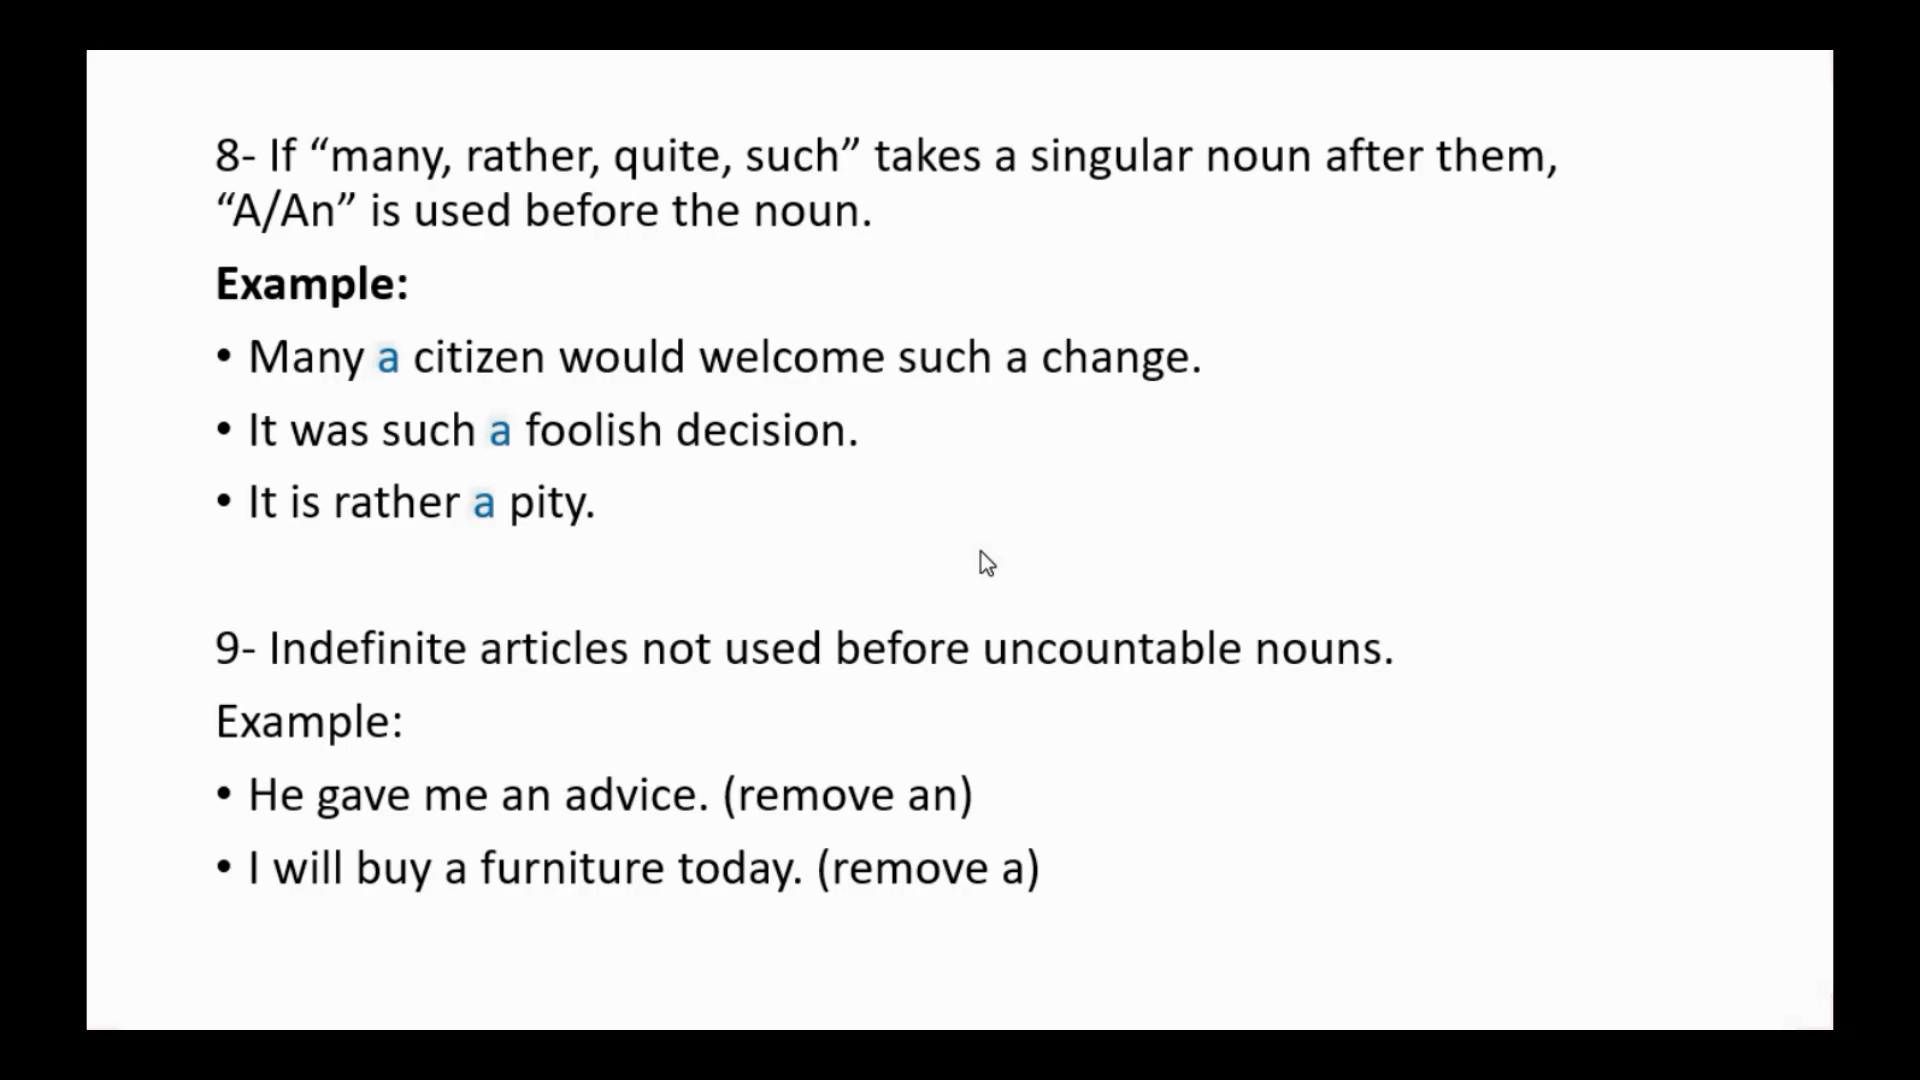 8- If “many, rather, quite, such” takes a singular noun after them,
“A/An” is used before the noun.
Example:
• Many a citizen would welcome such a change.
• It was such a foolish decision.
• It is rather a pity.
9- Indefinite articles not used before uncountable nouns.
Example:
• He gave me an advice. (remove an)
• I will buy a furniture today. (remove a)